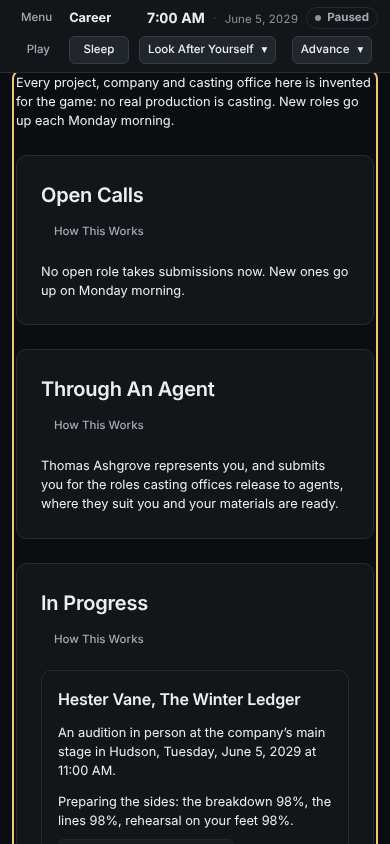 Menu Career 7:00 AM · June 5, 2029 Paused
Play Sleep Look After Yourself ▾ Advance ▾
Every project, company and casting office here is invented
for the game: no real production is casting. New roles go
up each Monday morning.
Open Calls
How This Works
No open role takes submissions now. New ones go
up on Monday morning.
Through An Agent
How This Works
Thomas Ashgrove represents you, and submits
you for the roles casting offices release to agents,
where they suit you and your materials are ready.
In Progress
How This Works
Hester Vane, The Winter Ledger
An audition in person at the company’s main
stage in Hudson, Tuesday, June 5, 2029 at
11:00 AM.
Preparing the sides: the breakdown 98%, the
lines 98%, rehearsal on your feet 98%.